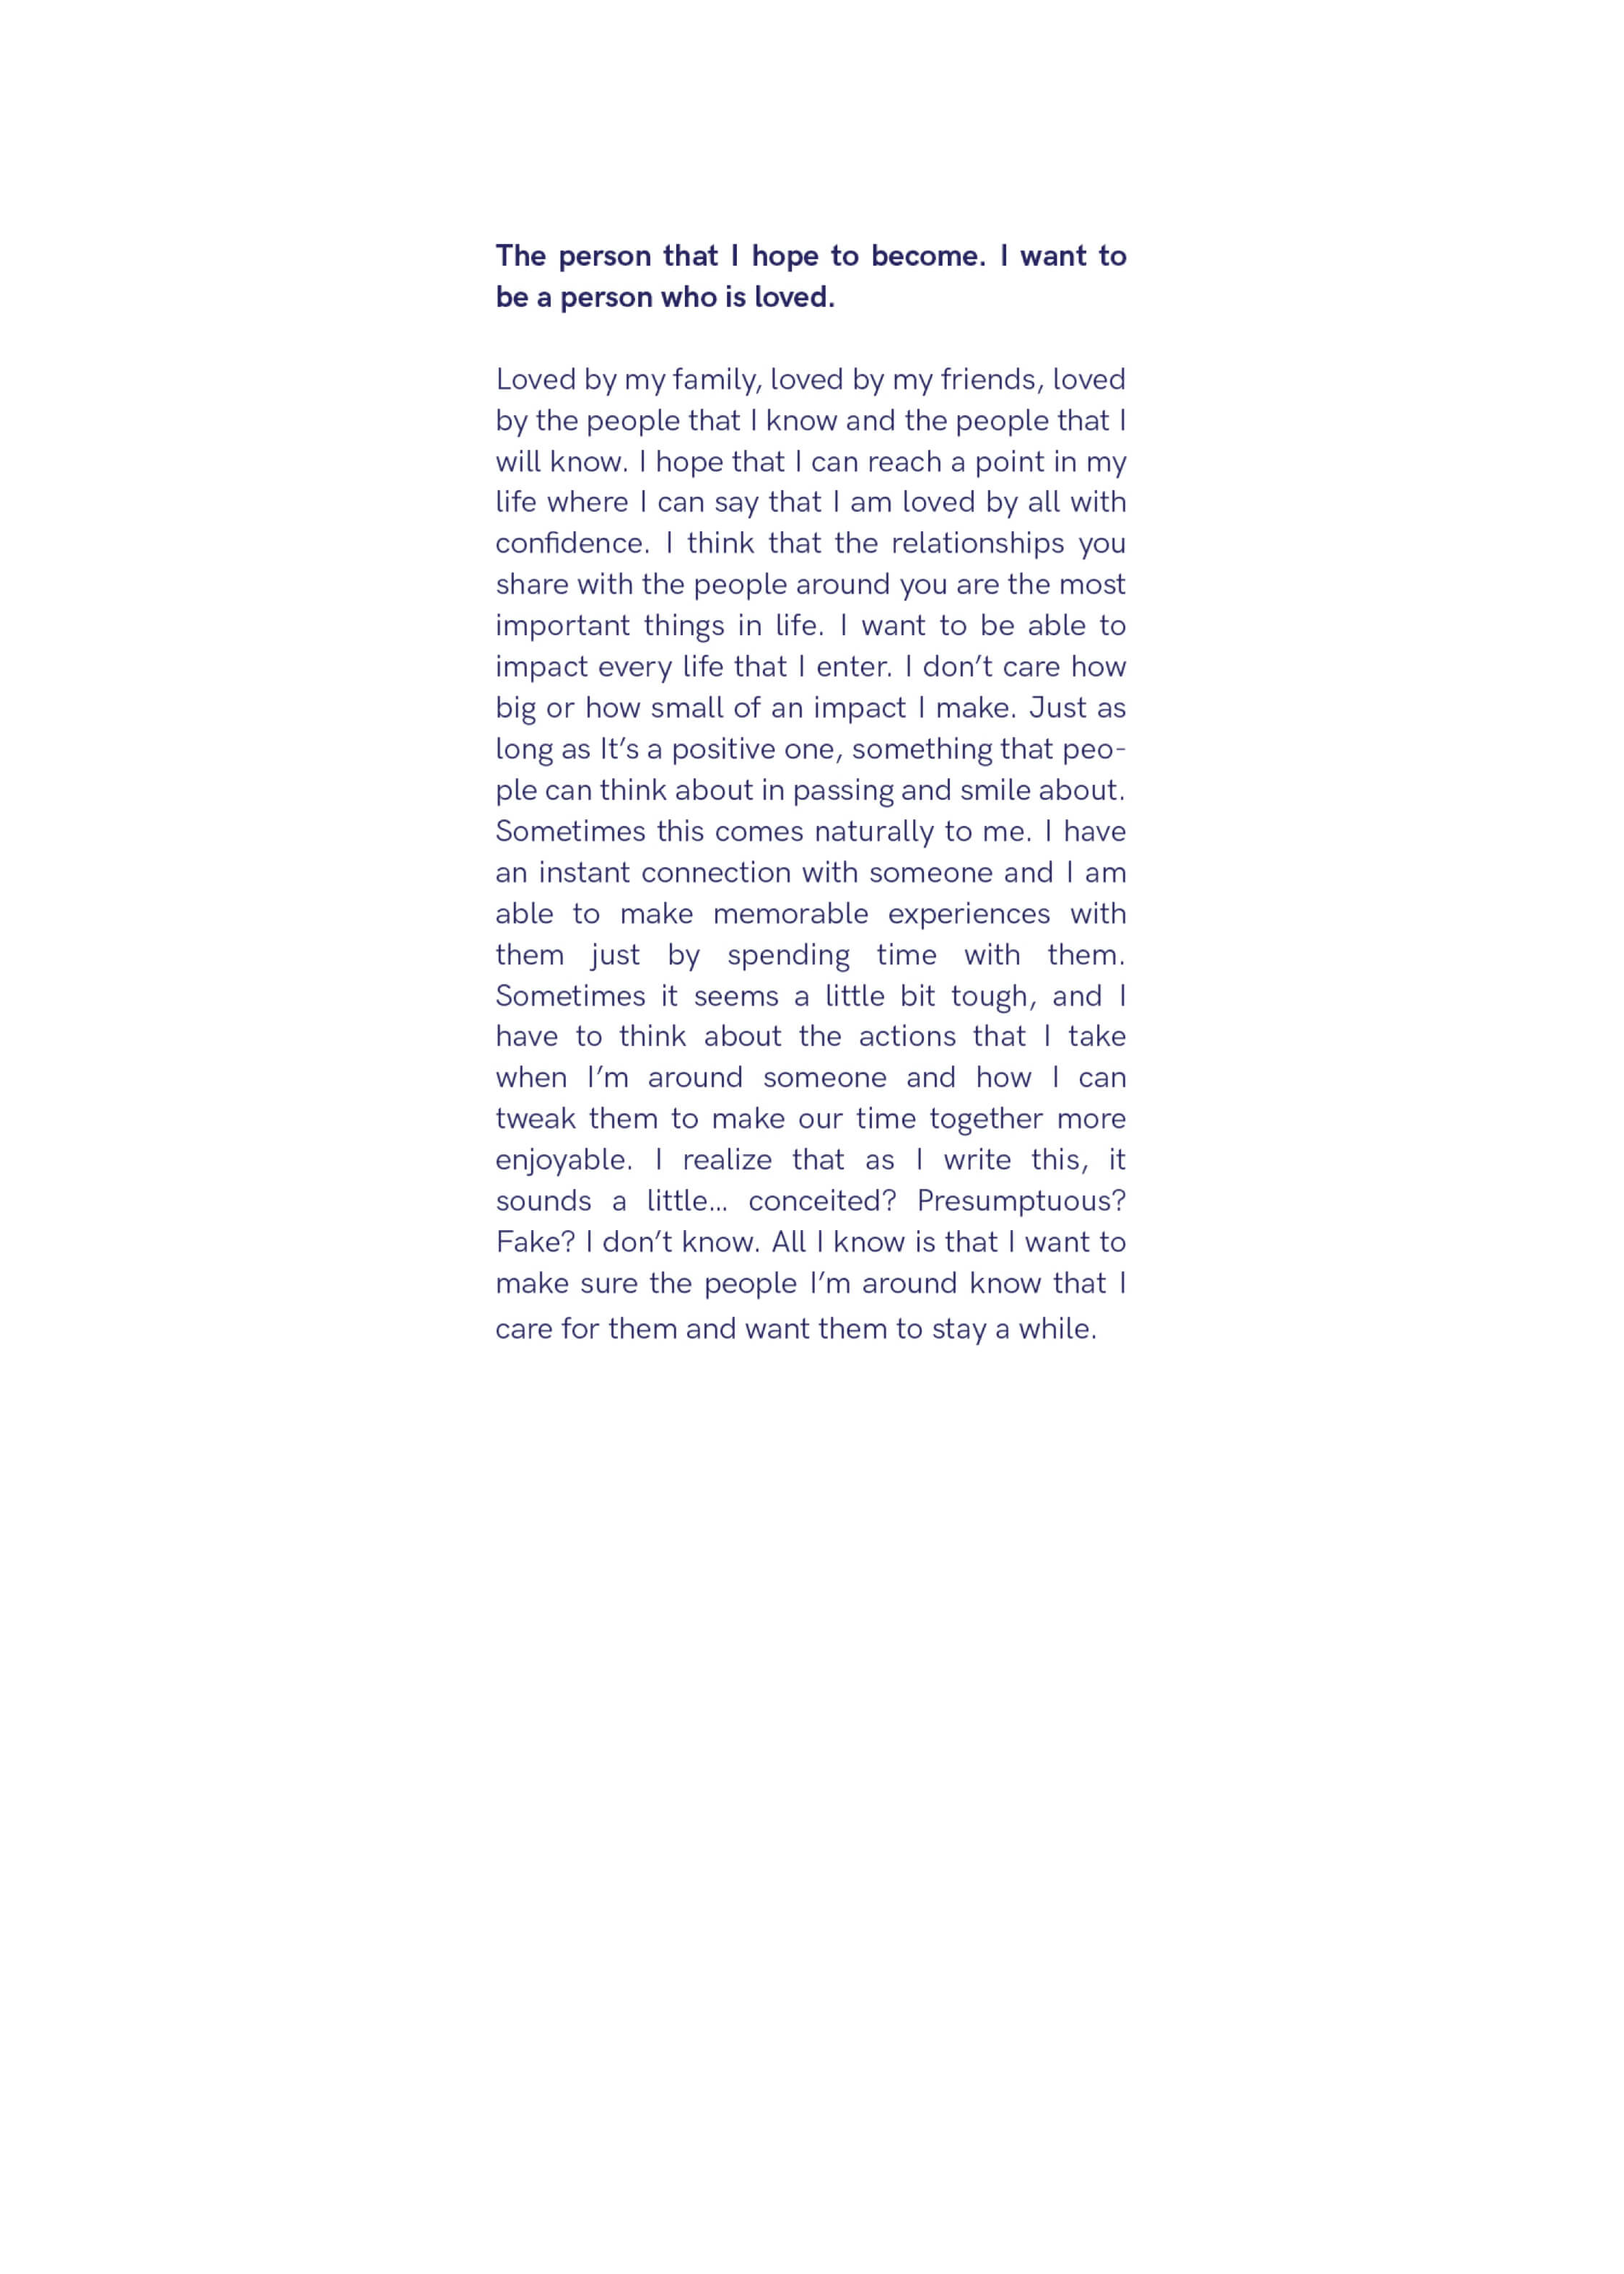 The person that I hope to become. I want to
be a person who is loved.
Loved by my family, loved by my friends, loved
by the people that I know and the people that I
will know. I hope that I can reach a point in my
life where I can say that I am loved by all with
confidence. I think that the relationships you
share with the people around you are the most
important things in life. I want to be able to
impact every life that I enter. I don’t care how
big or how small of an impact I make. Just as
long as It’s a positive one, something that peo-
ple can think about in passing and smile about.
Sometimes this comes naturally to me. I have
an instant connection with someone and I am
able to make memorable experiences with
them just by spending time with them.
Sometimes it seems a little bit tough, and I
have to think about the actions that I take
when I’m around someone and how I can
tweak them to make our time together more
enjoyable. I realize that as I write this, it
sounds a little… conceited? Presumptuous?
Fake? I don’t know. All I know is that I want to
make sure the people I’m around know that I
care for them and want them to stay a while.